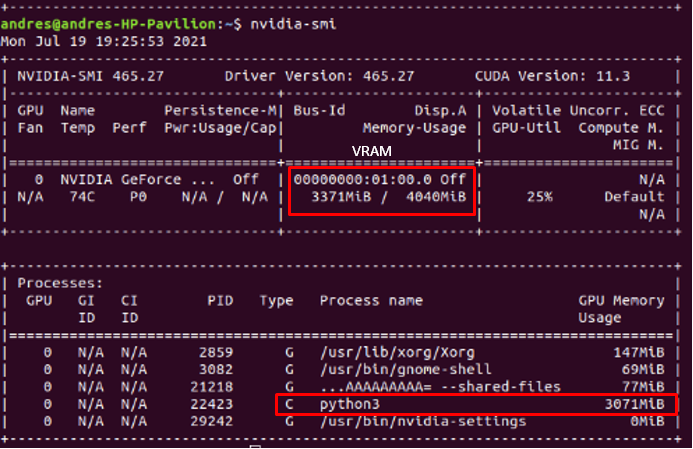 andres@andres-HP-Pavilion:~$ nvidia-smi
Mon Jul 19 19:25:53 2021
+-----------------------------------------------------------------------------+
| NVIDIA-SMI 465.27       Driver Version: 465.27       CUDA Version: 11.3     |
|-------------------------------+----------------------+----------------------+
| GPU  Name        Persistence-M| Bus-Id        Disp.A | Volatile Uncorr. ECC |
| Fan  Temp  Perf  Pwr:Usage/Cap|         Memory-Usage | GPU-Util  Compute M. |
|                               |                      |               MIG M. |
VRAM
|===============================+======================+======================|
|   0  NVIDIA GeForce ...  Off  | 00000000:01:00.0 Off |                  N/A |
| N/A   74C    P0    N/A /  N/A |   3371MiB /  4040MiB |     25%      Default |
|                               |                      |                  N/A |
+-------------------------------+----------------------+----------------------+
+-----------------------------------------------------------------------------+
| Processes:                                                                  |
|  GPU   GI   CI        PID   Type   Process name                  GPU Memory |
|        ID   ID                                                   Usage      |
|=============================================================================|
|    0   N/A  N/A      2859      G   /usr/lib/xorg/Xorg                147MiB |
|    0   N/A  N/A      3082      G   /usr/bin/gnome-shell               69MiB |
|    0   N/A  N/A     21218      G   ...AAAAAAAAA= --shared-files       77MiB |
|    0   N/A  N/A     22423      C   python3                          3071MiB |
|    0   N/A  N/A     29242      G   /usr/bin/nvidia-settings            0MiB |
+-----------------------------------------------------------------------------+